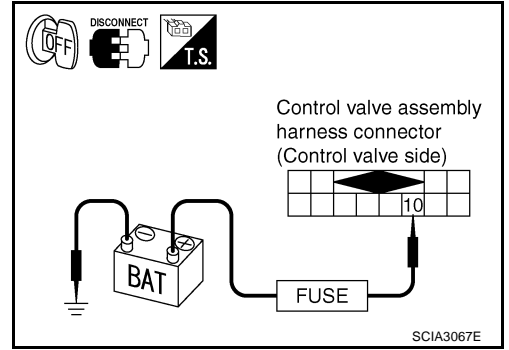 OFF
DISCONNECT
T.S.
Control valve assembly
harness connector
(Control valve side)
10
BAT
FUSE
SCIA3067E